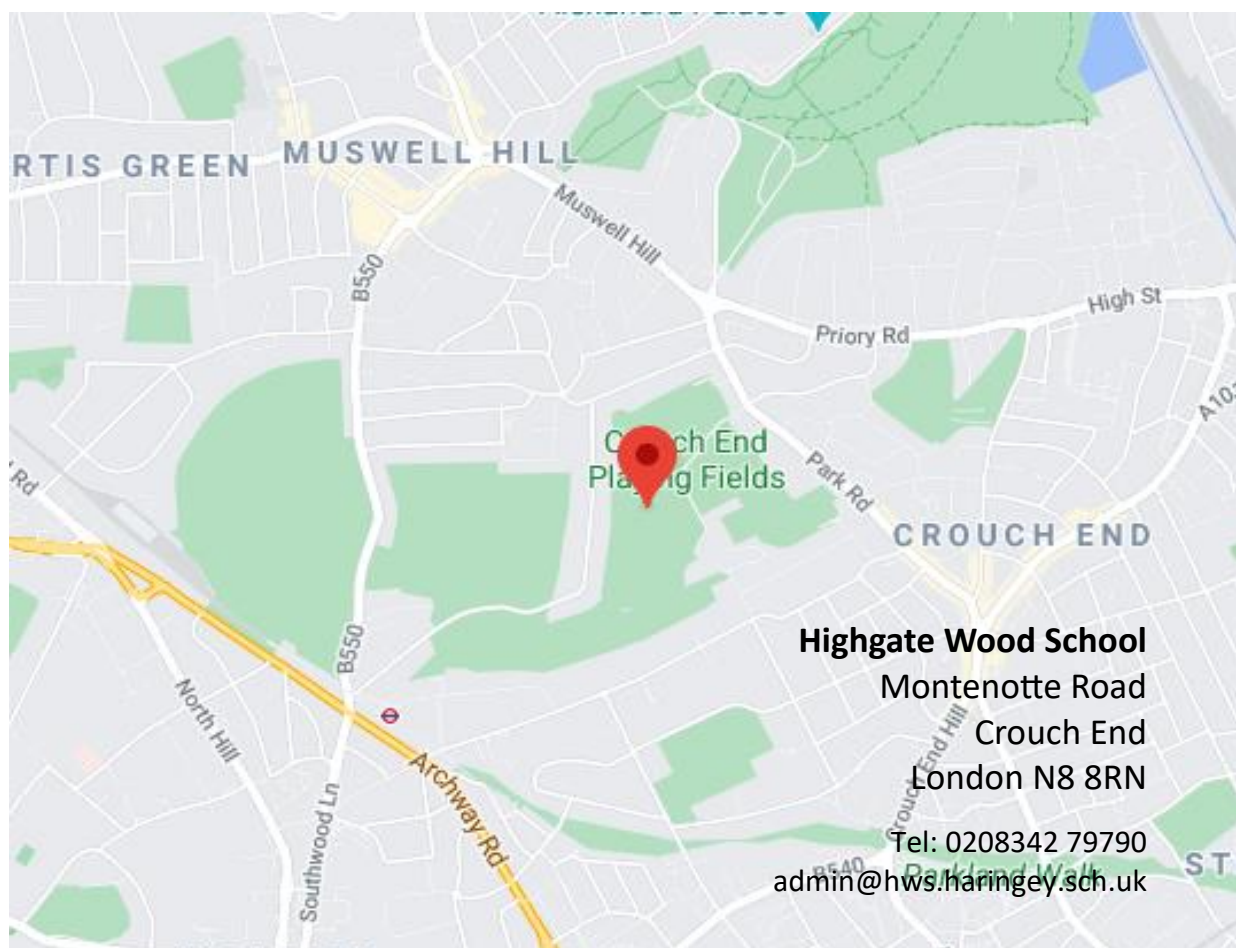 RTIS GREEN
MUSWELL HILL
Muswell Hill
B550
High St
Priory Rd
Playing Fields
Park Rd
Rd
CROUCH END
B550
North Hill
Southwood Ln
Archway Rd
Crouch End Hill
Highgate Wood School
Montenotte Road
Crouch End
London N8 8RN
Tel: 0208342 79790
admin@hws.haringey.sch.uk
B540
Parkland Walk
ST